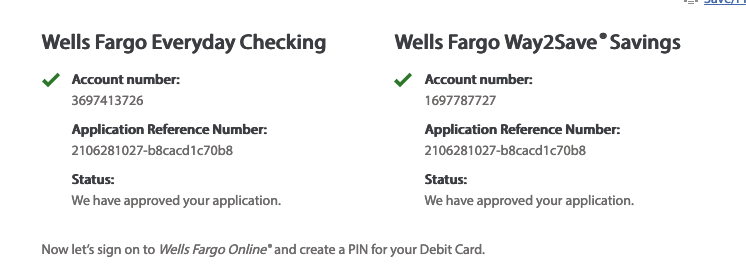 Wells Fargo Everyday Checking
Account number:
3697413726
Application Reference Number:
2106281027-b8cacd1c70b8
Status:
We have approved your application.
Wells Fargo Way2Save® Savings
Account number:
1697787727
Application Reference Number:
2106281027-b8cacd1c70b8
Status:
We have approved your application.
Now let's sign on to Wells Fargo Online® and create a PIN for your Debit Card.